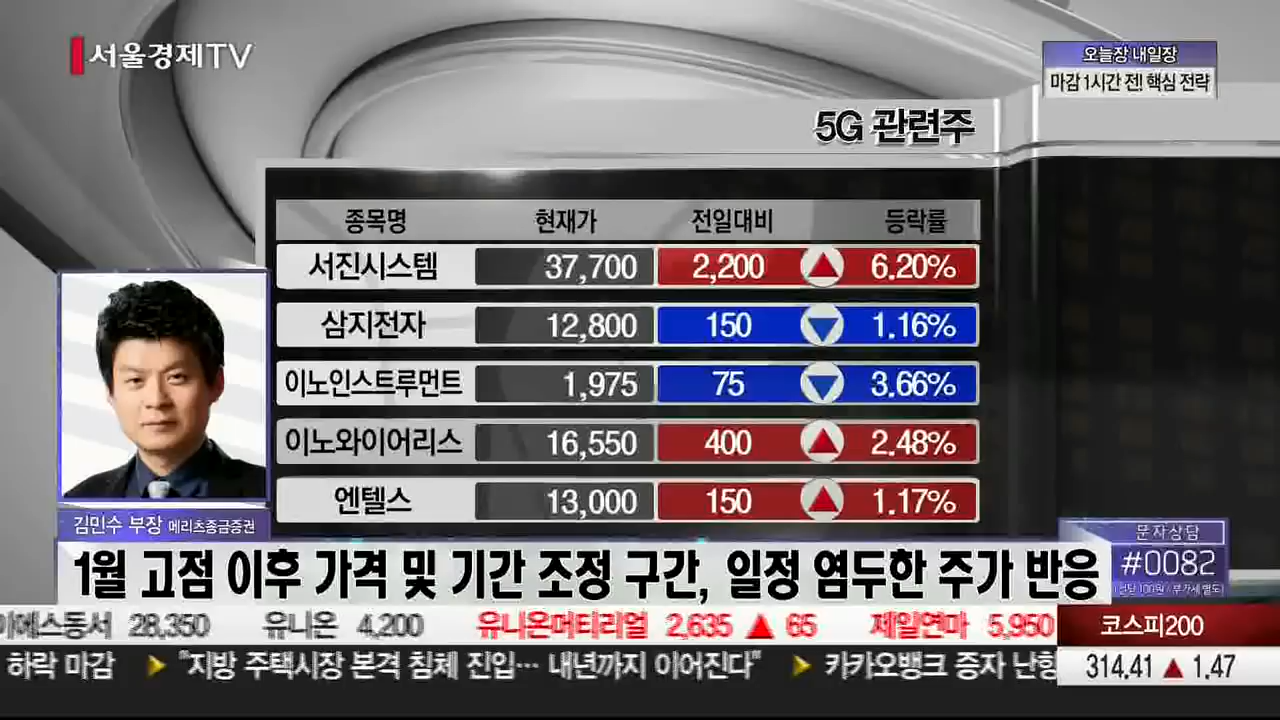 서울경제TV
오늘장 내일장
마감 1시간 전! 핵심 전략
5G 관련주
종목명 현재가 전일대비 등락률
서진시스템 37,700 2,200 ▲ 6.20%
삼지전자 12,800 150 ▼ 1.16%
이노인스트루먼트 1,975 75 ▼ 3.66%
이노와이어리스 16,550 400 ▲ 2.48%
엔텔스 13,000 150 ▲ 1.17%
김민수 부장 메리츠종금증권
문자상담
#0082
1월 고점 이후 가격 및 기간 조정 구간, 일정 염두한 주가 반응
이에스동서 28,350 유니온 4,200 유니온머티리얼 2,635 ▲ 65 제일연마 5,950
코스피200
314.41 ▲ 1.47
하락 마감 "지방 주택시장 본격 침체 진입… 내년까지 이어진다" 카카오뱅크 증자 난항